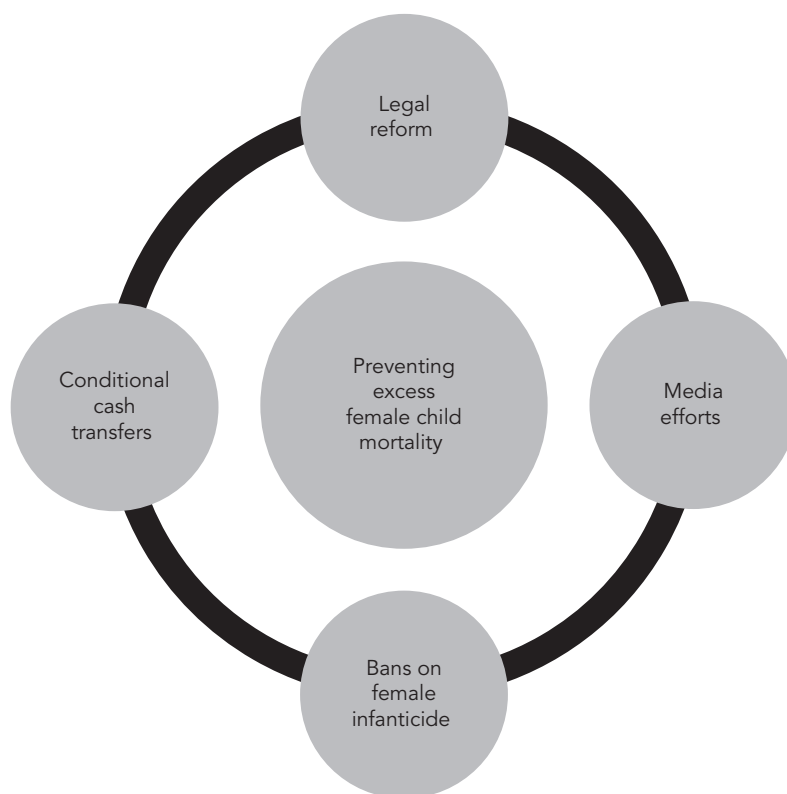 Legal
reform
Conditional
cash
transfers
Preventing
excess
female child
mortality
Media
efforts
Bans on
female
infanticide